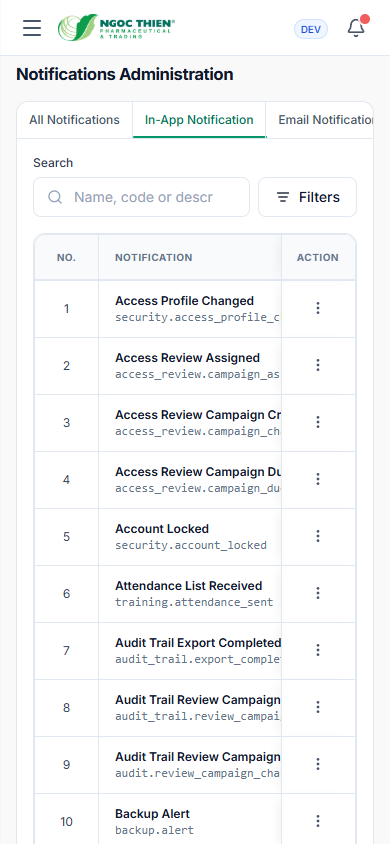 NGOC THIEN®
PHARMACEUTICAL
& TRADING
DEV
Notifications Administration
All Notifications
In-App Notification
Email Notification
Search
Name, code or descr
Filters
NO.
NOTIFICATION
ACTION
1
Access Profile Changed
security.access_profile_c
2
Access Review Assigned
access_review.campaign_as
3
Access Review Campaign Cr
access_review.campaign_ch
4
Access Review Campaign Du
access_review.campaign_du
5
Account Locked
security.account_locked
6
Attendance List Received
training.attendance_sent
7
Audit Trail Export Completed
audit_trail.export_comple
8
Audit Trail Review Campaign
audit_trail.review_campai
9
Audit Trail Review Campaign
audit.review_campaign_cha
10
Backup Alert
backup.alert